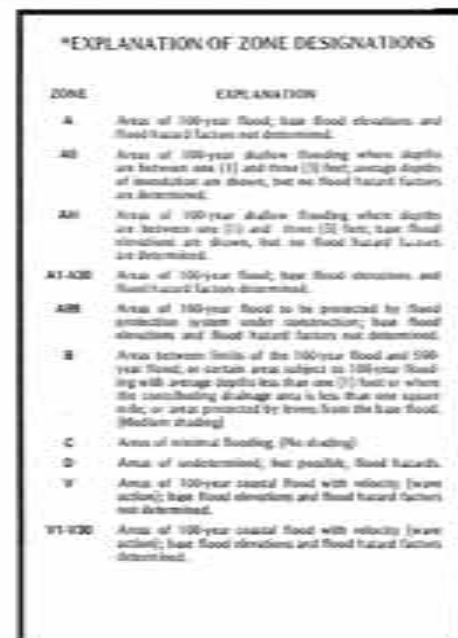 *EXPLANATION OF ZONE DESIGNATIONS
ZONE EXPLANATION
A Areas of 100-year flood; base flood elevations and
flood hazard factors not determined.
A0 Areas of 100-year shallow flooding where depths
are between one (1) and three (3) feet; average depths
of inundation are shown, but no flood hazard factors
are determined.
AH Areas of 100-year shallow flooding where depths
are between one (1) and three (3) feet; base flood
elevations are shown, but no flood hazard factors
are determined.
A1-A30 Areas of 100-year flood; base flood elevations and
flood hazard factors determined.
A99 Areas of 100-year flood to be protected by flood
protection system under construction; base flood
elevations and flood hazard factors not determined.
B Areas between limits of the 100-year flood and 500-
year flood; or certain areas subject to 100-year flood-
ing with average depths less than one (1) foot or where
the contributing drainage area is less than one square
mile; or areas protected by levees from the base flood.
(Medium shading)
C Areas of minimal flooding. (No shading)
D Areas of undetermined, but possible, flood hazards.
V Areas of 100-year coastal flood with velocity (wave
action); base flood elevations and flood hazard factors
not determined.
V1-V30 Areas of 100-year coastal flood with velocity (wave
action); base flood elevations and flood hazard factors
determined.